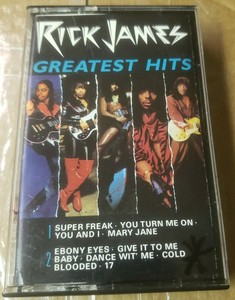 RICK JAMES
GREATEST HITS
1 SUPER FREAK · YOU TURN ME ON ·
YOU AND I · MARY JANE
2 EBONY EYES · GIVE IT TO ME
BABY · DANCE WIT' ME · COLD
BLOODED · 17